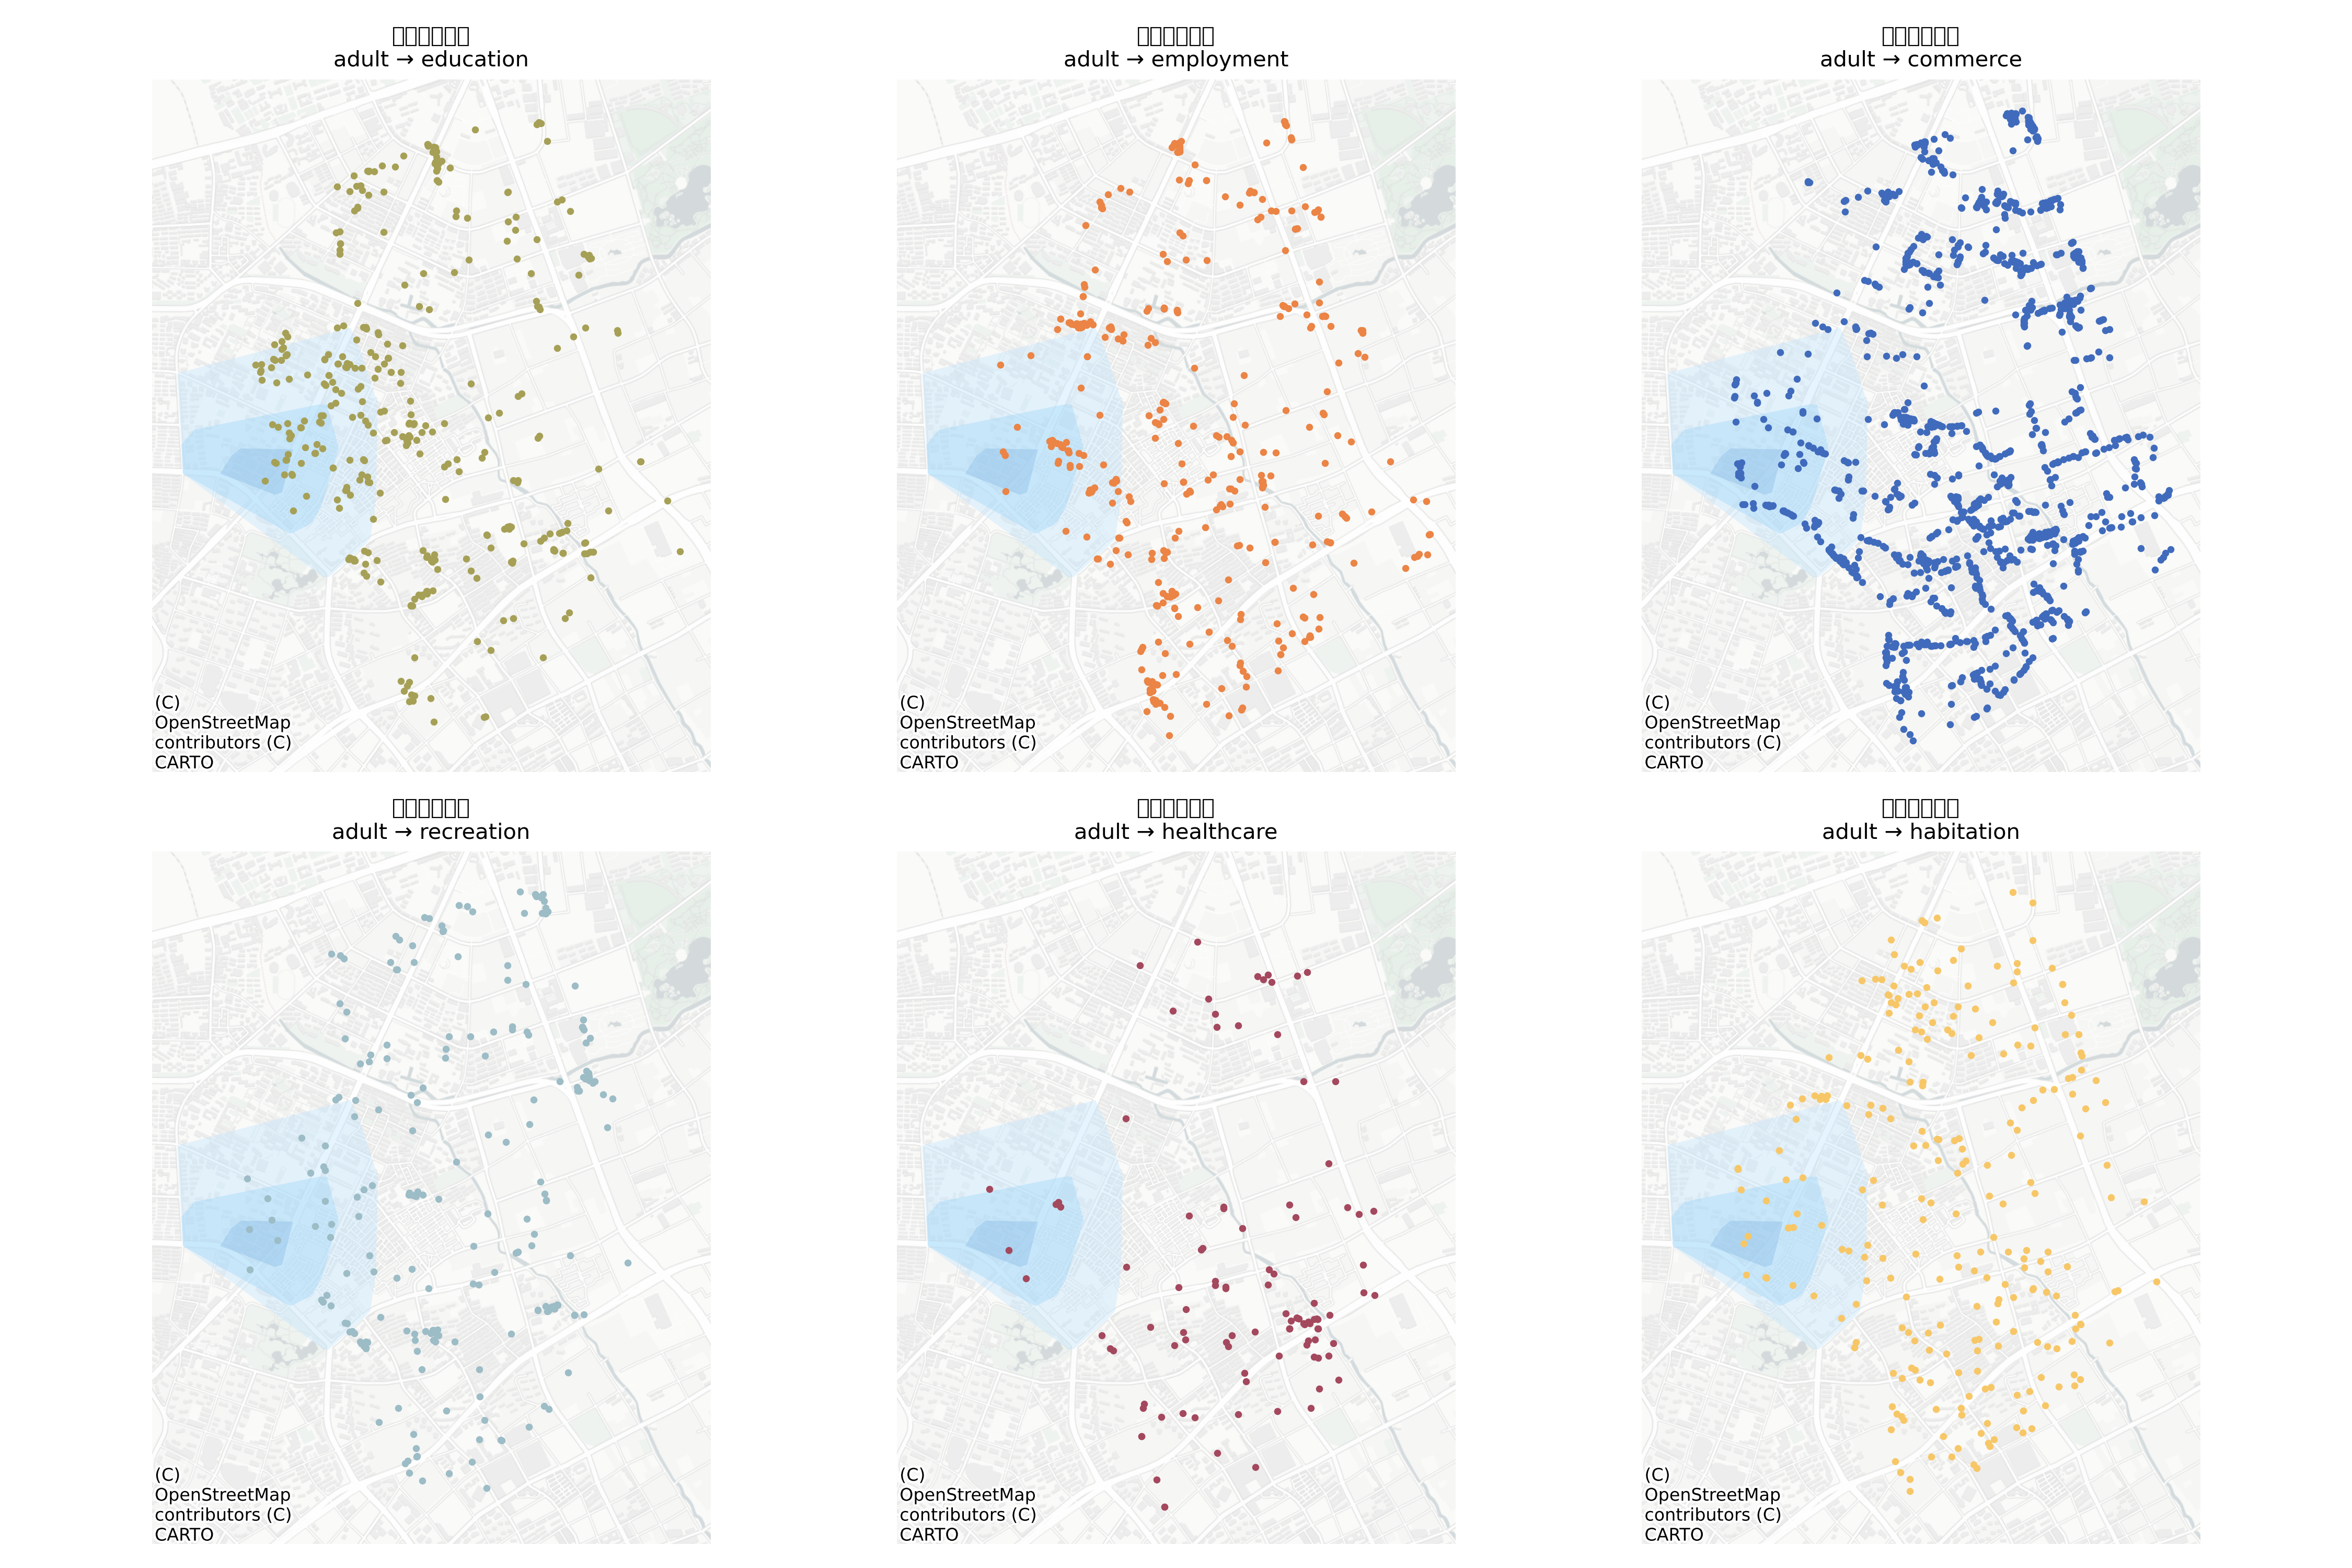 adult → education
adult → employment
adult → commerce
(C)
OpenStreetMap
contributors (C)
CARTO
(C)
OpenStreetMap
contributors (C)
CARTO
(C)
OpenStreetMap
contributors (C)
CARTO
adult → recreation
adult → healthcare
adult → habitation
(C)
OpenStreetMap
contributors (C)
CARTO
(C)
OpenStreetMap
contributors (C)
CARTO
(C)
OpenStreetMap
contributors (C)
CARTO